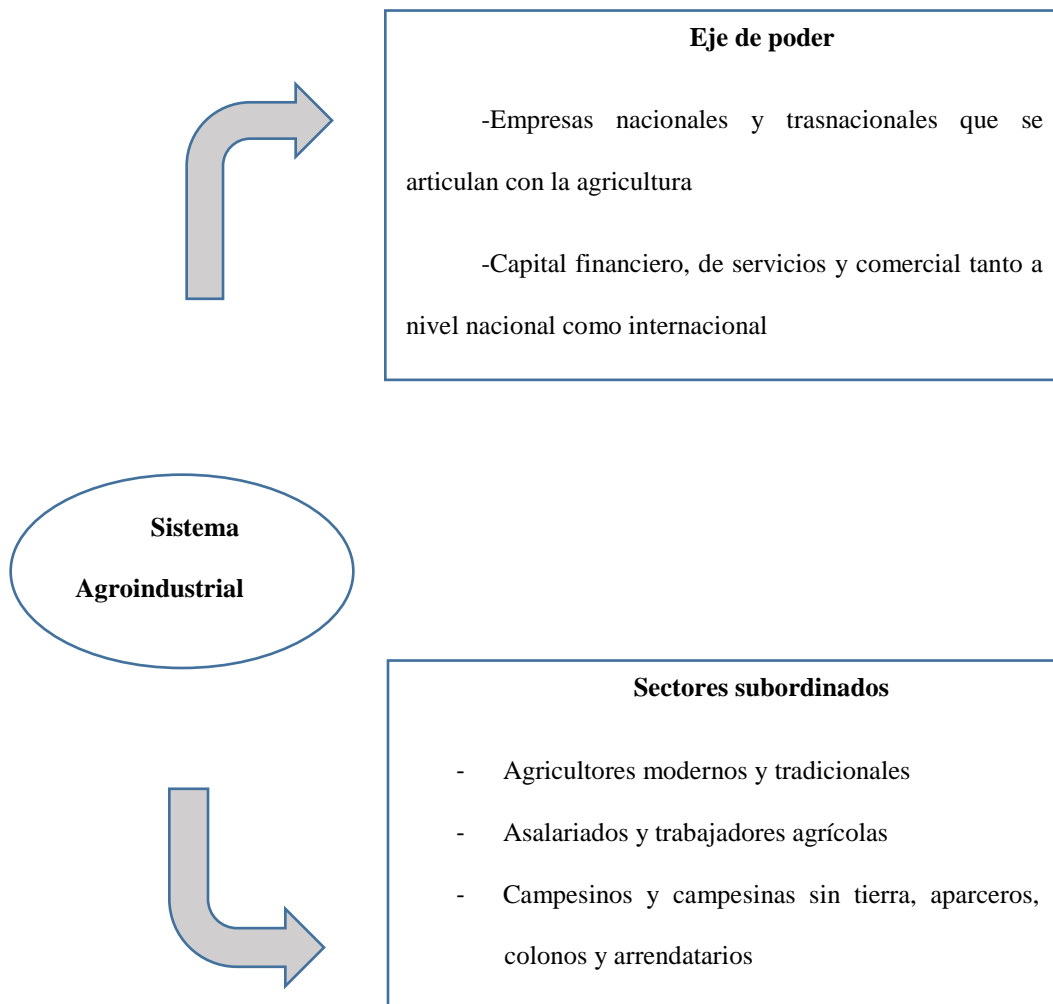 Eje de poder
-Empresas nacionales y trasnacionales que se
articulan con la agricultura
-Capital financiero, de servicios y comercial tanto a
nivel nacional como internacional
Sistema
Agroindustrial
Sectores subordinados
- Agricultores modernos y tradicionales
- Asalariados y trabajadores agrícolas
- Campesinos y campesinas sin tierra, aparceros,
colonos y arrendatarios